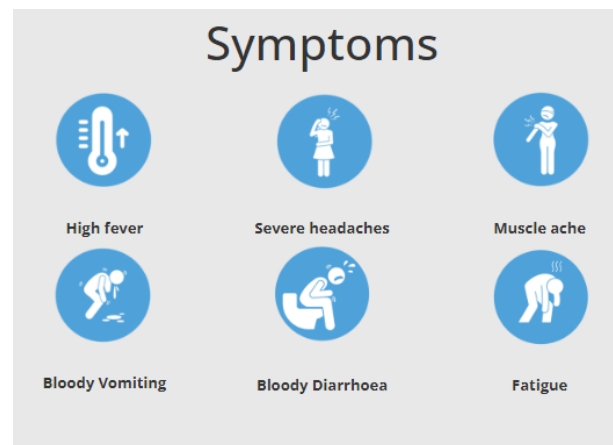 Symptoms
High fever
Severe headaches
Muscle ache
Bloody Vomiting
Bloody Diarrhoea
Fatigue